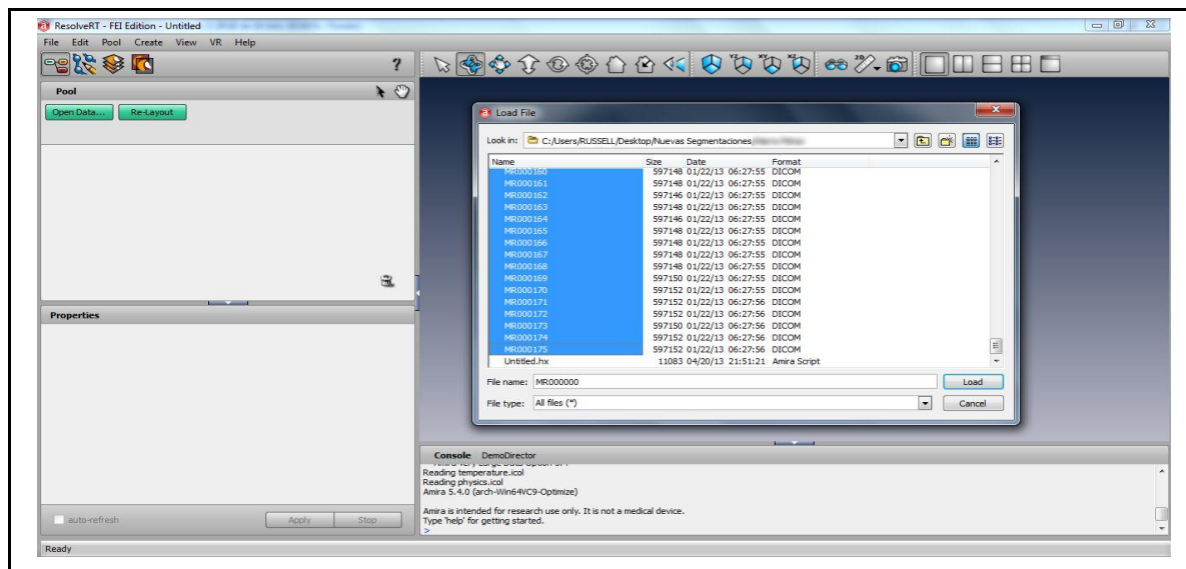 ResolveRT - FEI Edition - Untitled
File Edit Pool Create View VR Help
?
Pool
Open Data... Re-Layout
Properties
auto-refresh Apply Stop
Ready
Load File
Look in: C:/Users/RUSSELL/Desktop/Nuevas Segmentaciones
Name Size Date Format
MR000160 597148 01/22/13 06:27:55 DICOM
MR000161 597148 01/22/13 06:27:55 DICOM
MR000162 597146 01/22/13 06:27:55 DICOM
MR000163 597148 01/22/13 06:27:55 DICOM
MR000164 597146 01/22/13 06:27:55 DICOM
MR000165 597148 01/22/13 06:27:55 DICOM
MR000166 597148 01/22/13 06:27:55 DICOM
MR000167 597148 01/22/13 06:27:55 DICOM
MR000168 597148 01/22/13 06:27:55 DICOM
MR000169 597150 01/22/13 06:27:55 DICOM
MR000170 597152 01/22/13 06:27:55 DICOM
MR000171 597152 01/22/13 06:27:56 DICOM
MR000172 597152 01/22/13 06:27:56 DICOM
MR000173 597150 01/22/13 06:27:56 DICOM
MR000174 597152 01/22/13 06:27:56 DICOM
MR000175 597152 01/22/13 06:27:56 DICOM
Untitled.hx 11083 04/20/13 21:51:21 Amira Script
File name: MR000000 Load
File type: All files (*) Cancel
Console DemoDirector
Reading temperature.icol
Reading physics.icol
Amira 5.4.0 (arch-Win64VC9-Optimize)
Amira is intended for research use only. It is not a medical device.
Type 'help' for getting started.
>